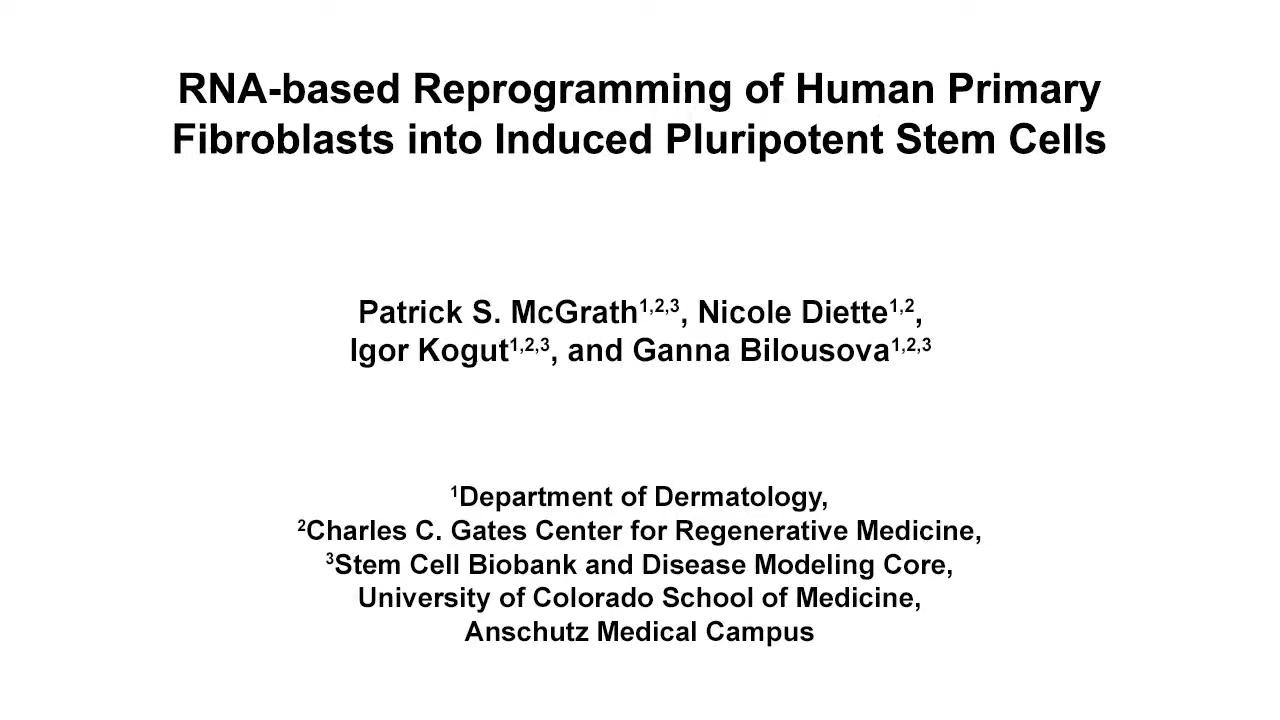 RNA-based Reprogramming of Human Primary
Fibroblasts into Induced Pluripotent Stem Cells
Patrick S. McGrath1,2,3, Nicole Diette1,2,
Igor Kogut1,2,3, and Ganna Bilousova1,2,3
1Department of Dermatology,
2Charles C. Gates Center for Regenerative Medicine,
3Stem Cell Biobank and Disease Modeling Core,
University of Colorado School of Medicine,
Anschutz Medical Campus